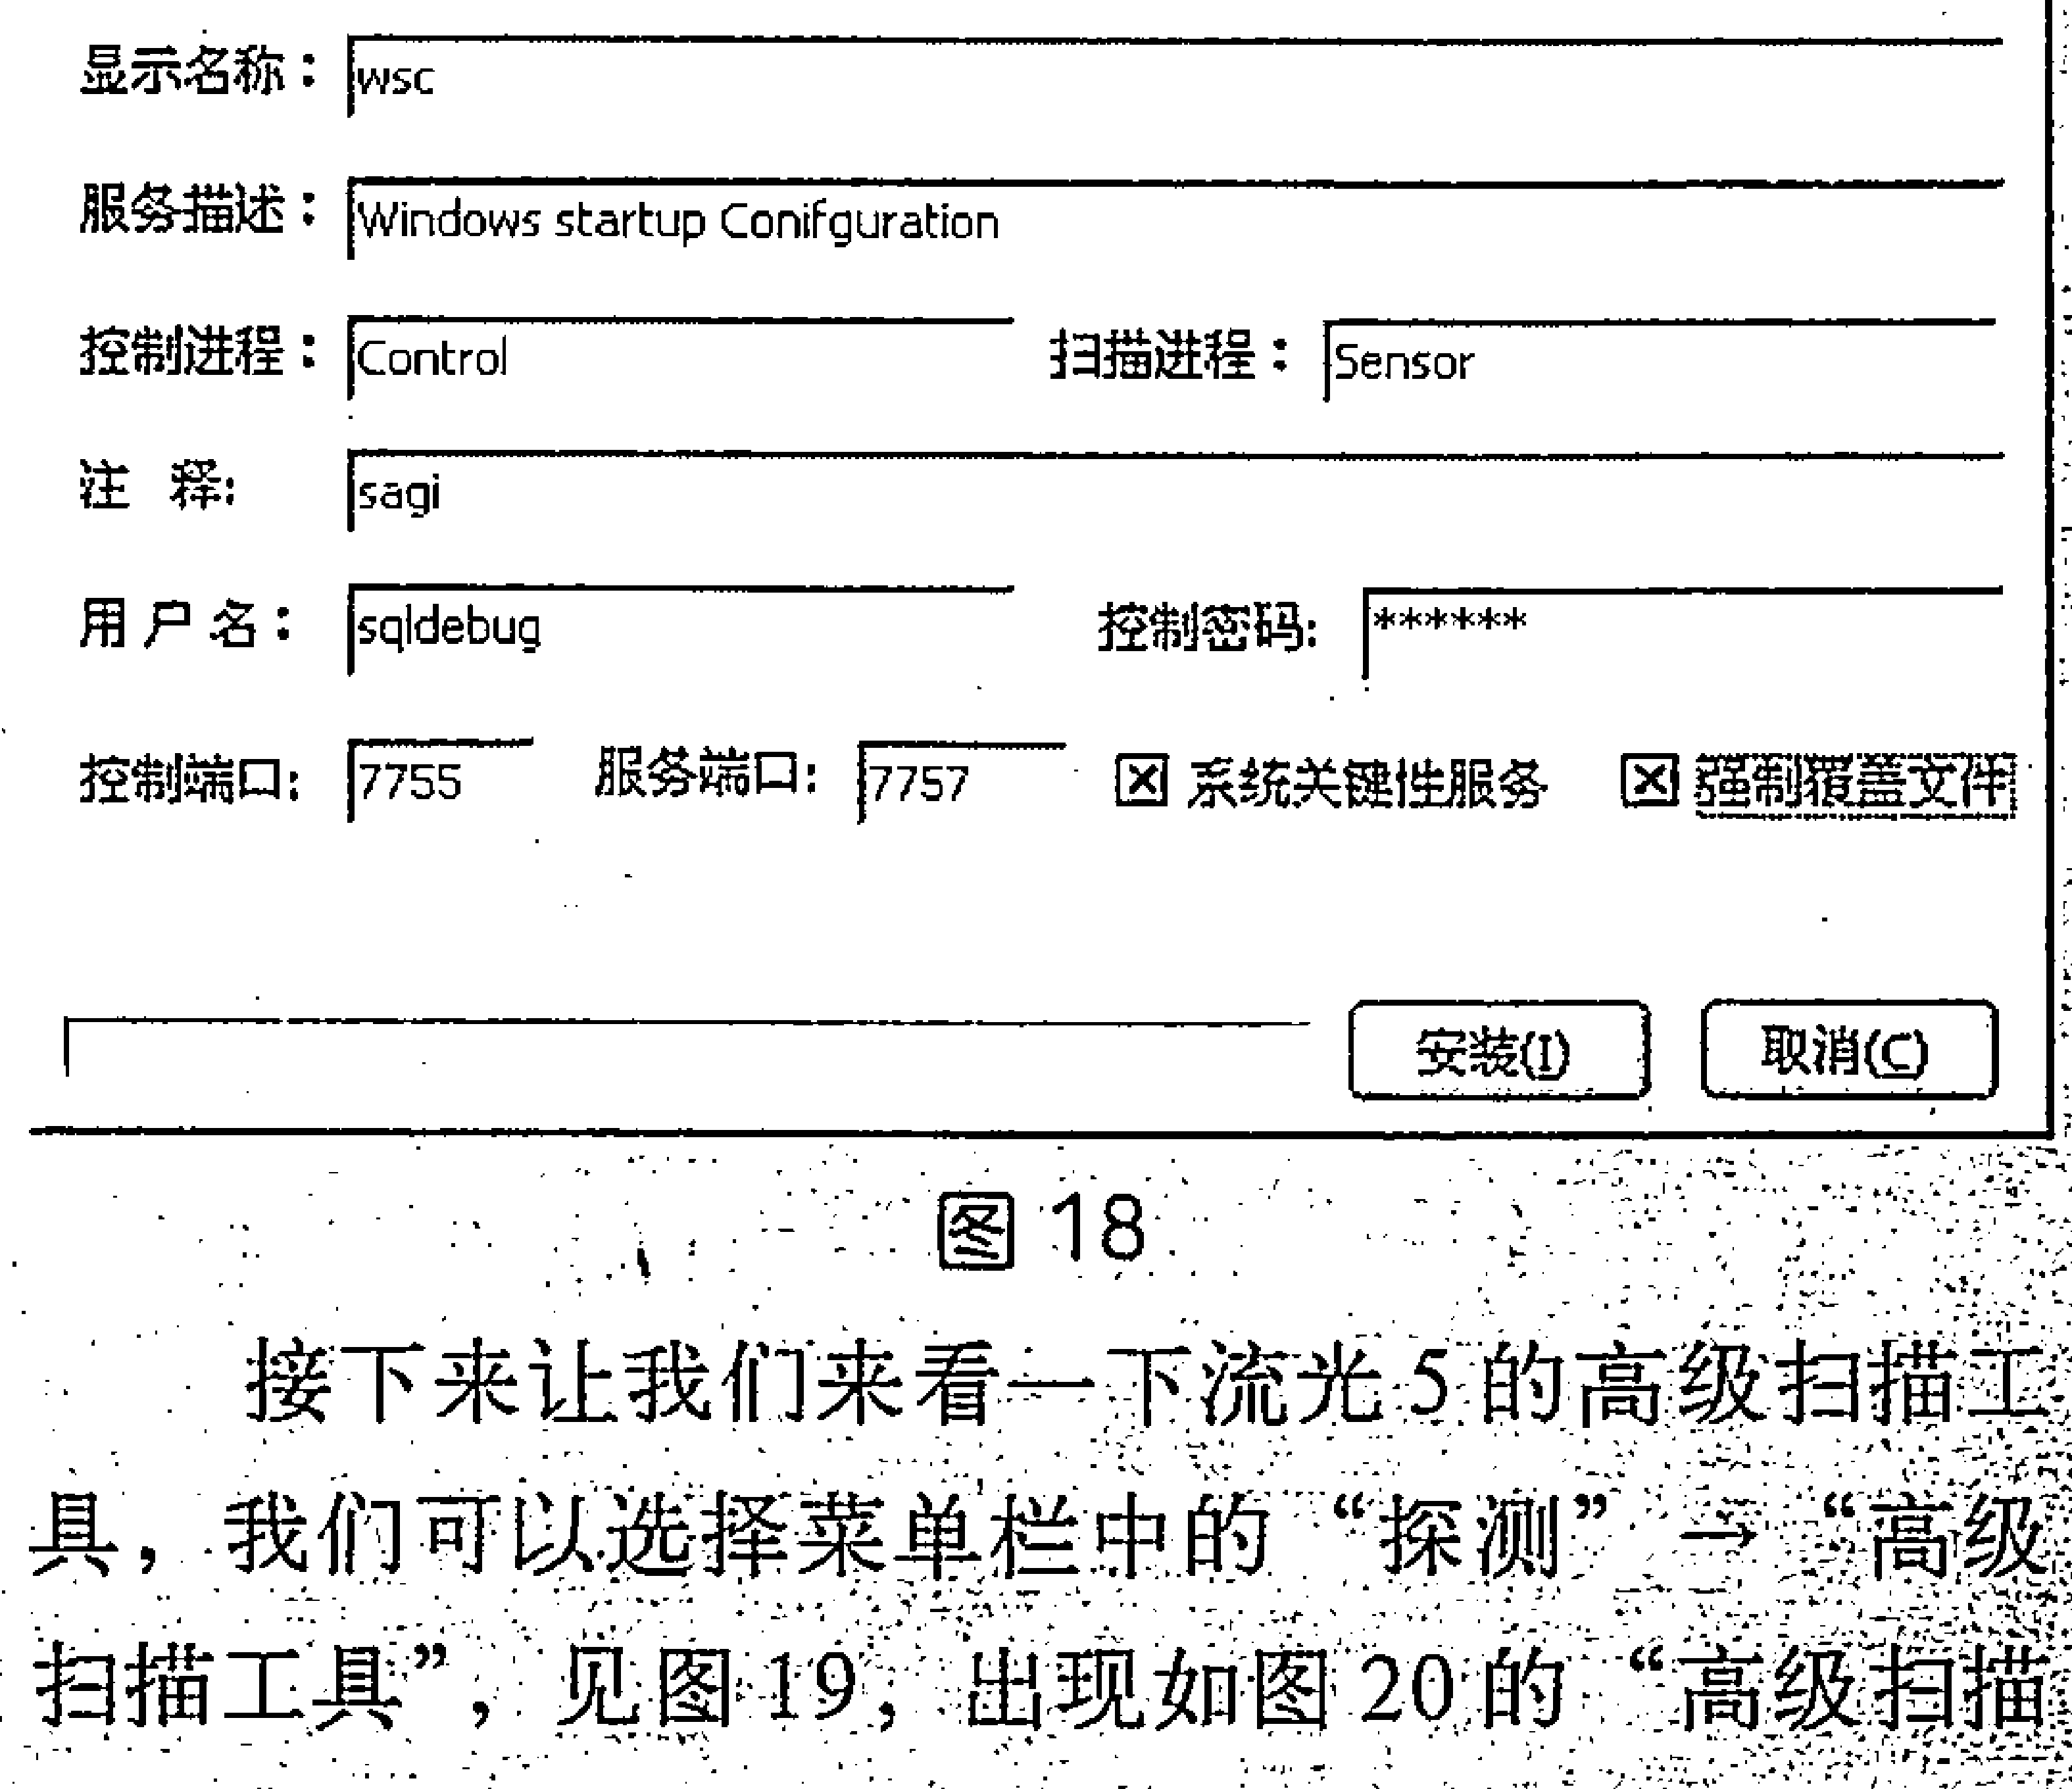 显示名称： wsc
服务描述： Windows startup Conifguration
控制进程： Control 扫描进程： Sensor
注 释: sagi
用 户 名： sqldebug 控制密码: ******
控制端口: 7755 服务端口: 7757 系统关键性服务 强制覆盖文件
安装(I) 取消(C)
图 18
接下来让我们来看一下流光 5 的高级扫描工
具，我们可以选择菜单栏中的“探测”→“高级
扫描工具”，见图 19，出现如图 20 的“高级扫描